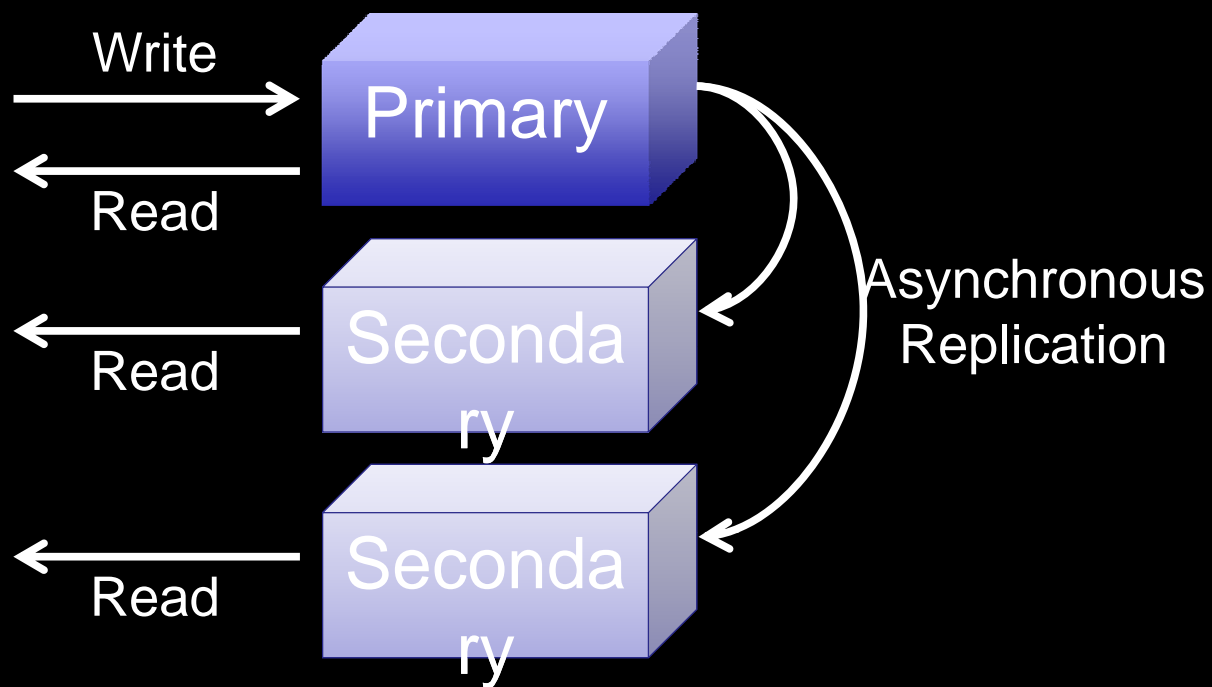 Write
Primary
Read
Seconda
ry
Read
Asynchronous
Replication
Seconda
ry
Read